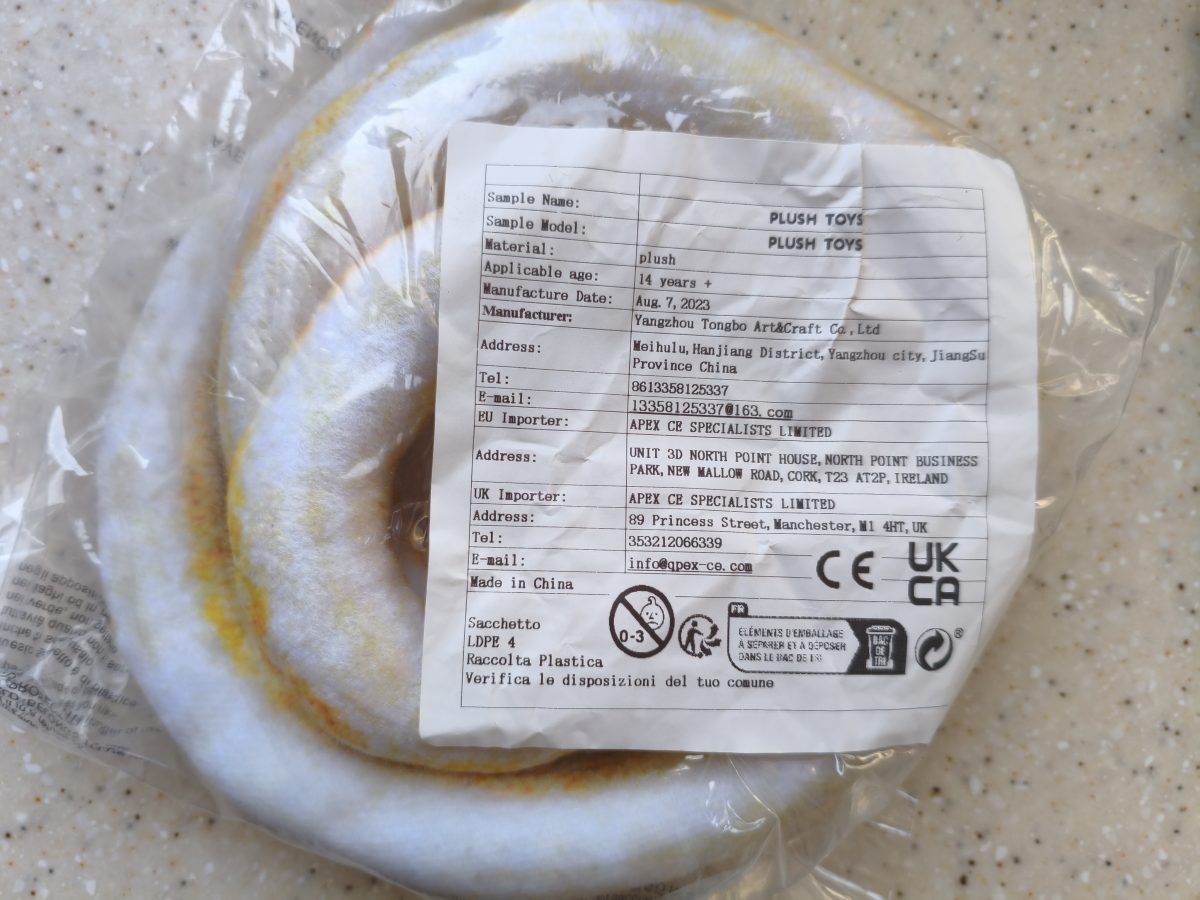 Sample Name: PLUSH TOYS
Sample Model: PLUSH TOYS
Material: plush
Applicable age: 14 years +
Manufacture Date: Aug. 7, 2023
Manufacturer: Yangzhou Tongbo Art&Craft Co., Ltd
Address: Meihulu, Hanjiang District, Yangzhou city, JiangSu
Province China
Tel: 8613358125337
E-mail: 13358125337@163.com
EU Importer: APEX CE SPECIALISTS LIMITED
Address: UNIT 3D NORTH POINT HOUSE, NORTH POINT BUSINESS
PARK, NEW MALLOW ROAD, CORK, T23 AT2P, IRELAND
UK Importer: APEX CE SPECIALISTS LIMITED
Address: 89 Princess Street, Manchester, M1 4HT, UK
Tel: 353212066339
E-mail: info@apex-ce.com
Made in China
CE
UK
CA
Sacchetto
LDPE 4
Raccolta Plastica
Verifica le disposizioni del tuo comune
0-3
FR
ÉLÉMENTS D'EMBALLAGE
À SÉPARER ET À DÉPOSER
DANS LE BAC DE TRI
BAC
DE
TRI
®